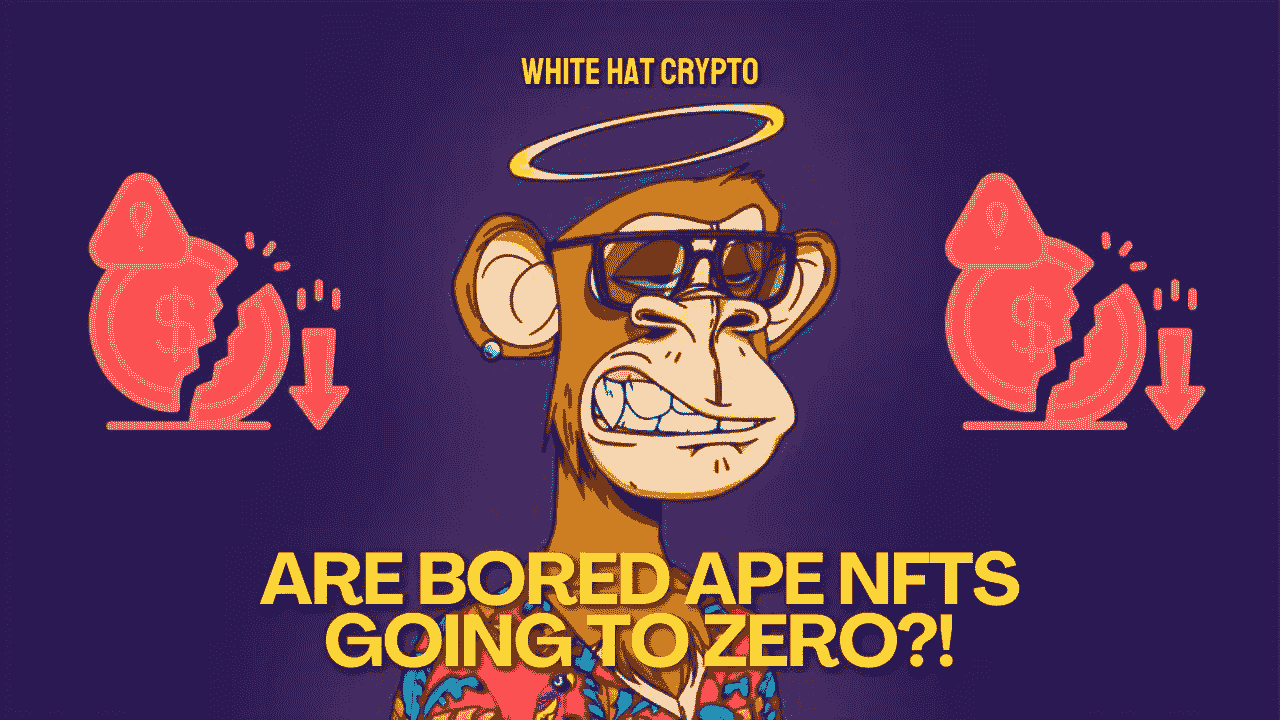 WHITE HAT CRYPTO
$ $
ARE BORED APE NFTS
GOING TO ZERO?!